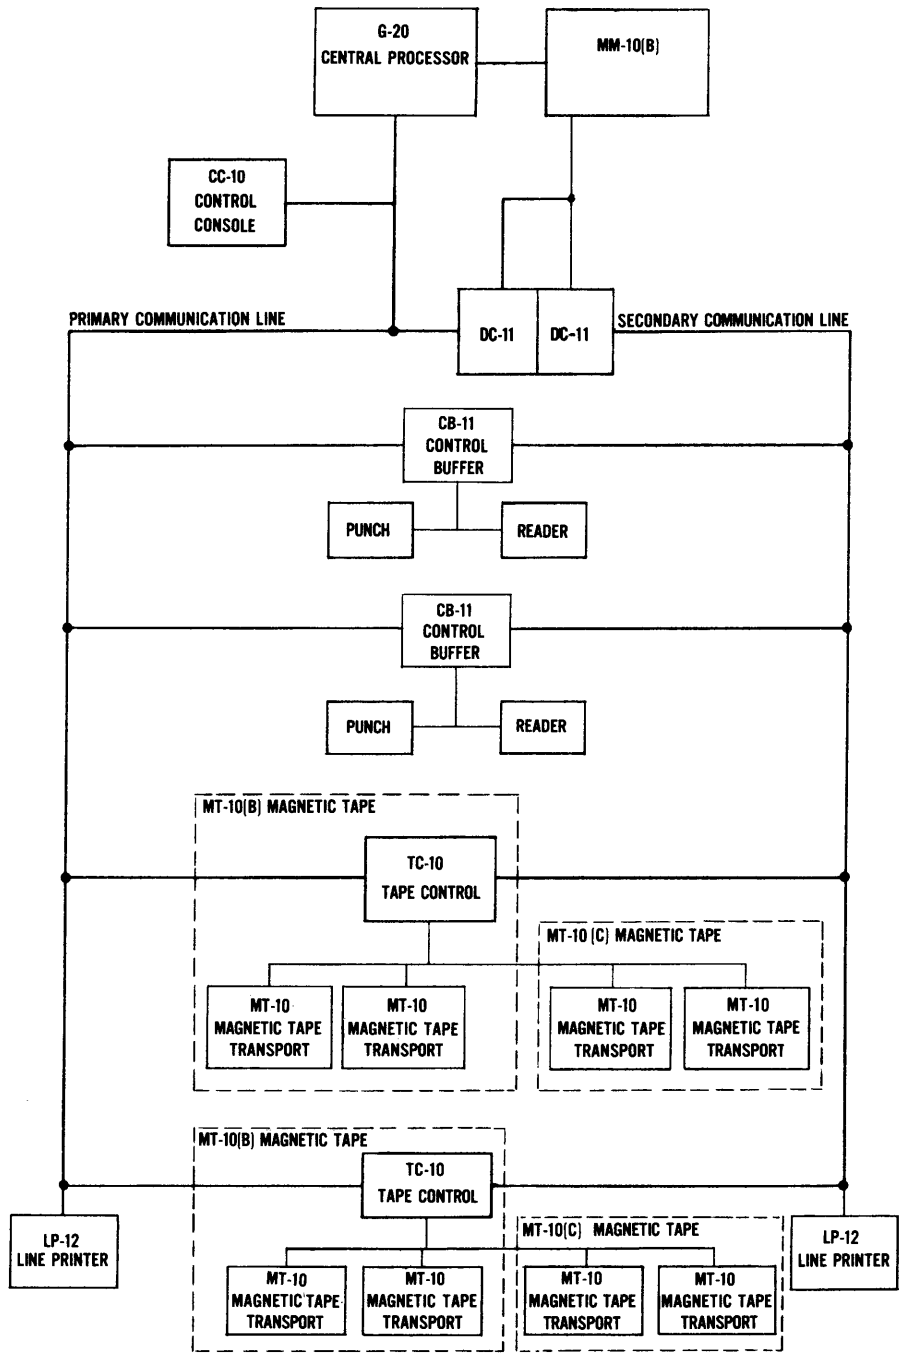 G-20
CENTRAL PROCESSOR
MM-10(B)
CC-10
CONTROL
CONSOLE
PRIMARY COMMUNICATION LINE
DC-11
DC-11
SECONDARY COMMUNICATION LINE
CB-11
CONTROL
BUFFER
PUNCH
READER
CB-11
CONTROL
BUFFER
PUNCH
READER
MT-10(B) MAGNETIC TAPE
TC-10
TAPE CONTROL
MT-10 (C) MAGNETIC TAPE
MT-10
MAGNETIC TAPE
TRANSPORT
MT-10
MAGNETIC TAPE
TRANSPORT
MT-10
MAGNETIC TAPE
TRANSPORT
MT-10
MAGNETIC TAPE
TRANSPORT
MT-10(B) MAGNETIC TAPE
TC-10
TAPE CONTROL
LP-12
LINE PRINTER
MT-10(C) MAGNETIC TAPE
LP-12
LINE PRINTER
MT-10
MAGNETIC TAPE
TRANSPORT
MT-10
MAGNETIC TAPE
TRANSPORT
MT-10
MAGNETIC TAPE
TRANSPORT
MT-10
MAGNETIC TAPE
TRANSPORT